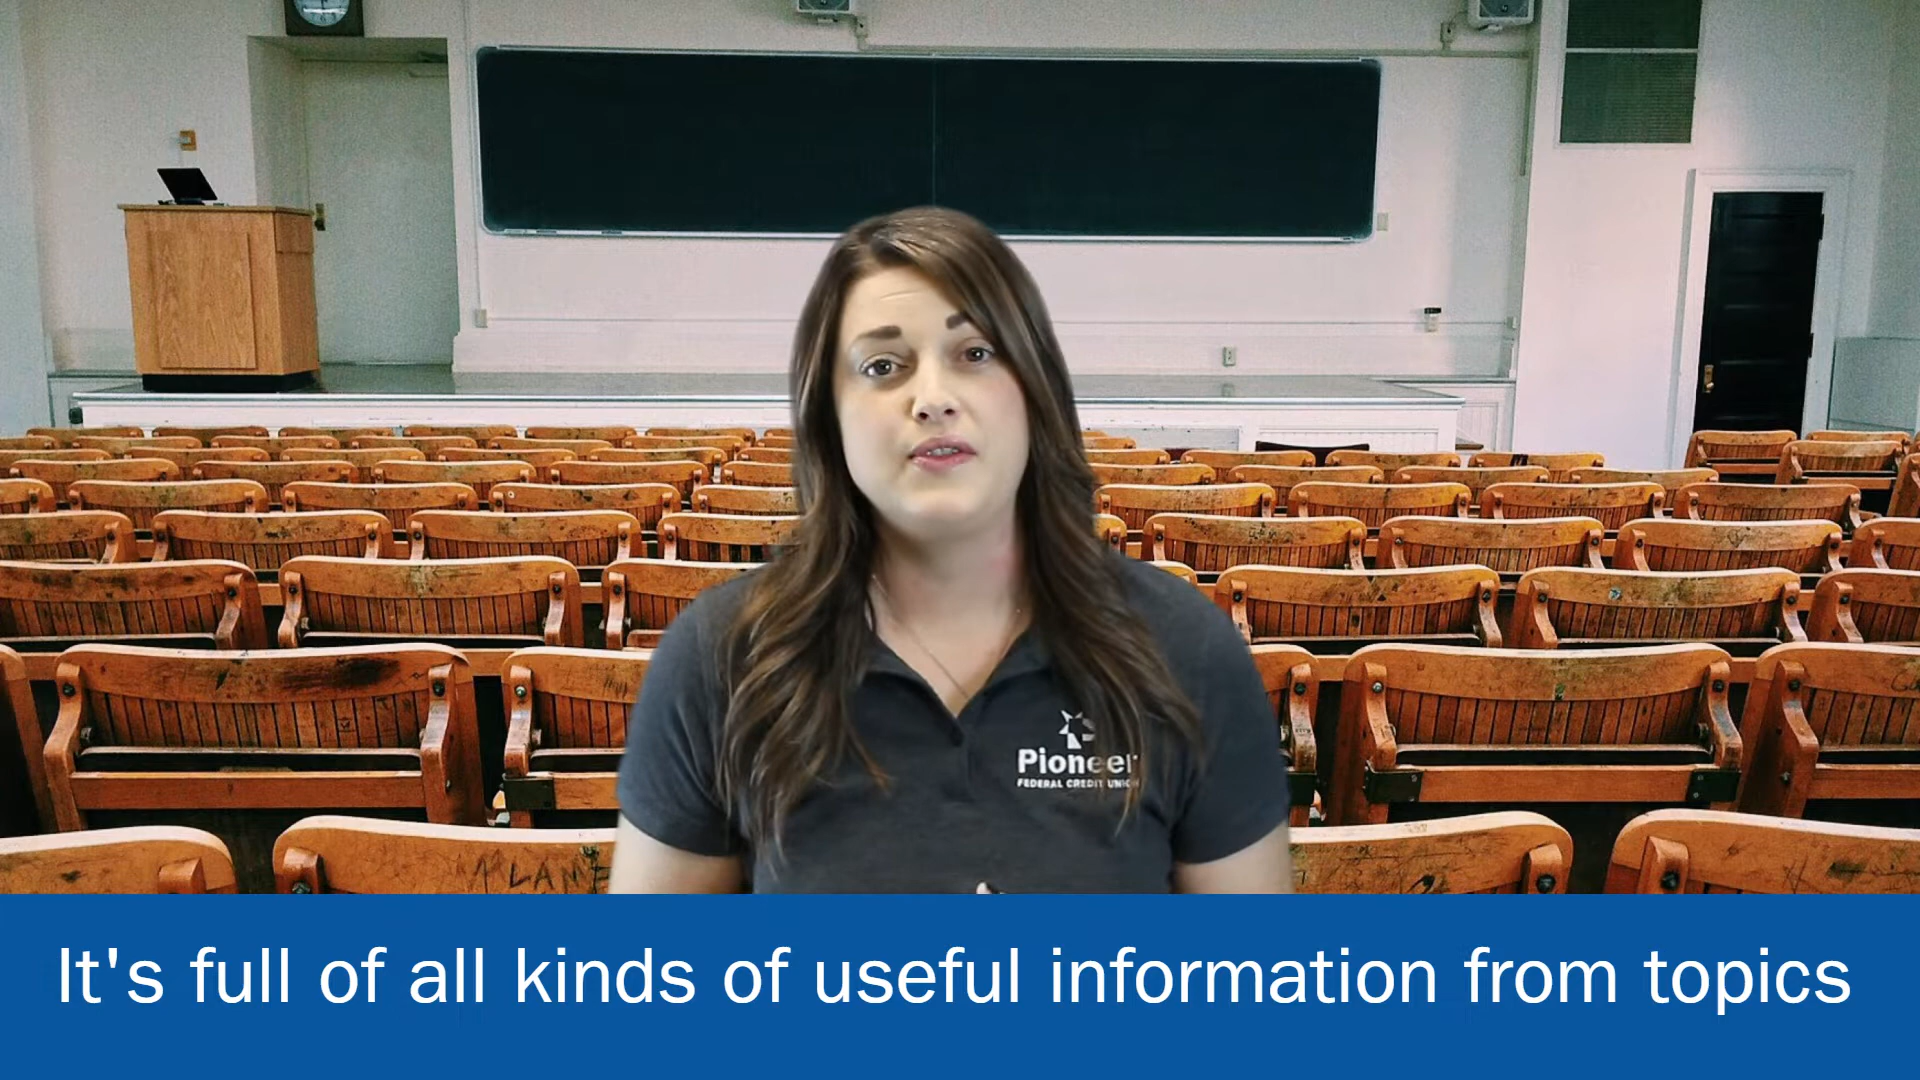 Pioneer
FEDERAL CREDIT UNION
It's full of all kinds of useful information from topics